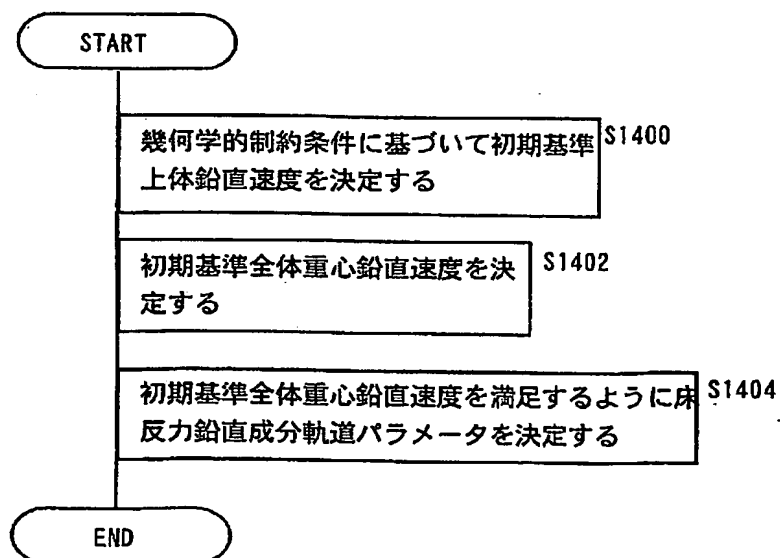 START
幾何学的制約条件に基づいて初期基準
上体鉛直速度を決定する
S1400
初期基準全体重心鉛直速度を決
定する
S1402
初期基準全体重心鉛直速度を満足するように床
反力鉛直成分軌道パラメータを決定する
S1404
END